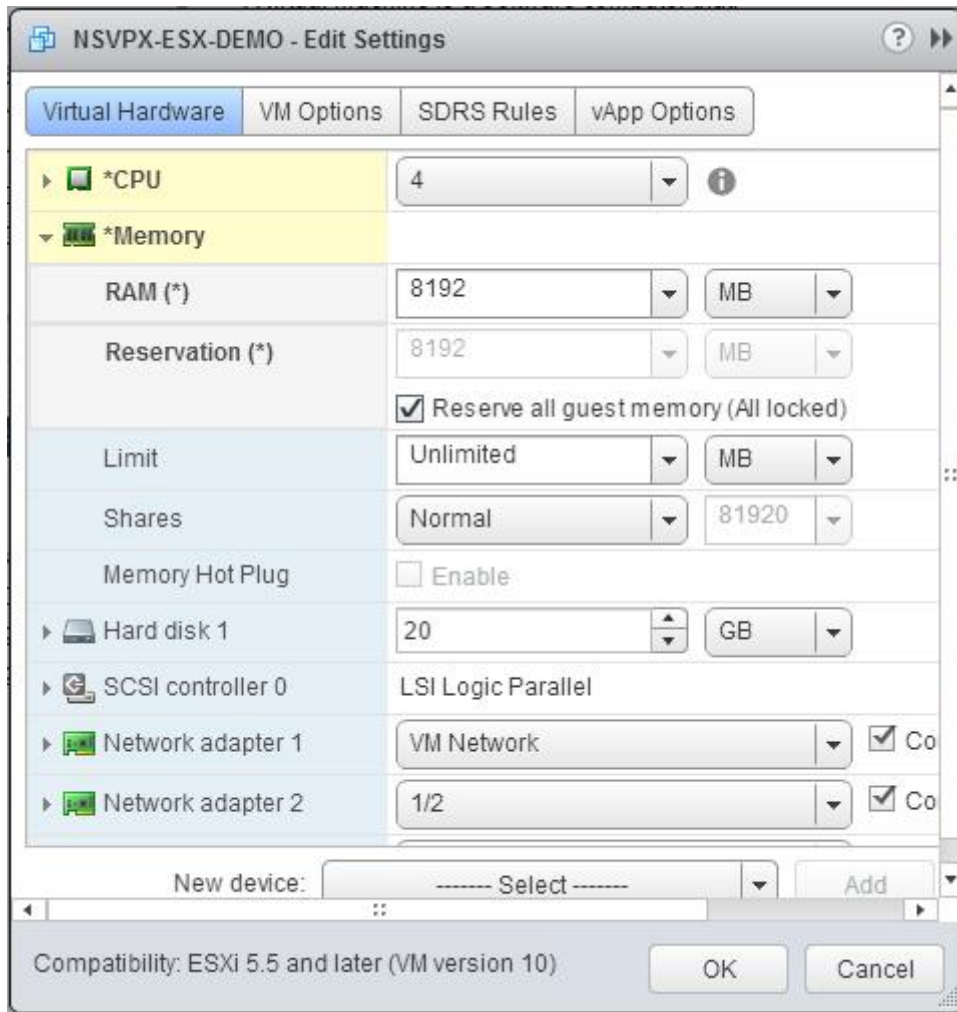 NSVPX-ESX-DEMO - Edit Settings
Virtual Hardware VM Options SDRS Rules vApp Options
*CPU 4
*Memory
RAM (*) 8192 MB
Reservation (*) 8192 MB
Reserve all guest memory (All locked)
Limit Unlimited MB
Shares Normal 81920
Memory Hot Plug Enable
Hard disk 1 20 GB
SCSI controller 0 LSI Logic Parallel
Network adapter 1 VM Network Co
Network adapter 2 1/2 Co
New device: ------- Select ------- Add
Compatibility: ESXi 5.5 and later (VM version 10) OK Cancel